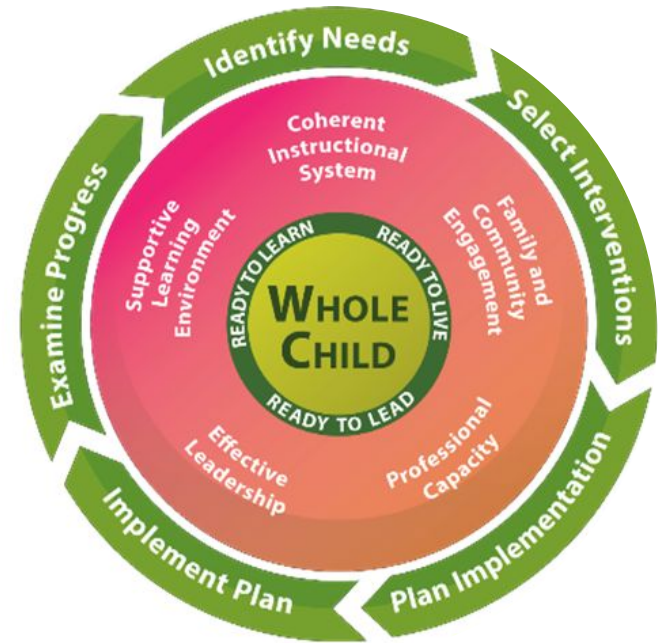 Identify Needs
Select Interventions
Plan Implementation
Implement Plan
Examine Progress
Coherent
Instructional
System
Family and
Community
Engagement
Professional
Capacity
Effective
Leadership
Supportive
Learning
Environment
READY TO LEARN
READY TO LIVE
READY TO LEAD
WHOLE
CHILD